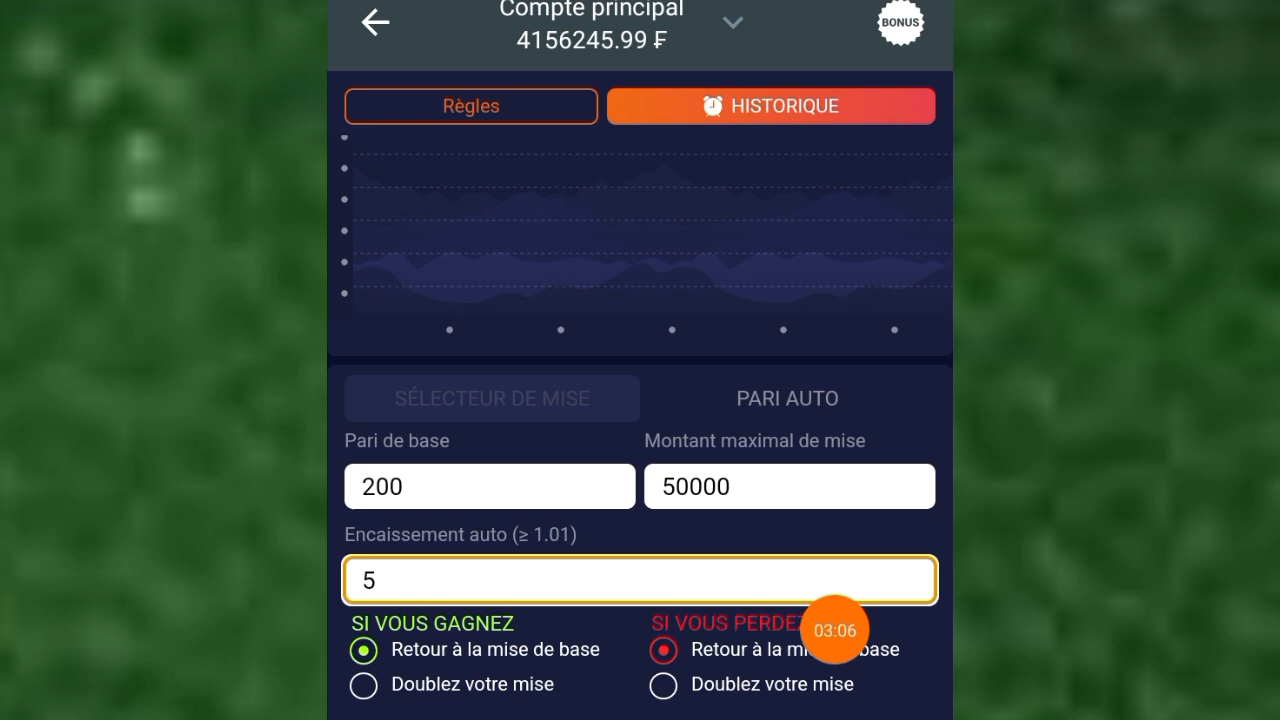 Compte principal
4156245.99 ₣
BONUS
Règles
HISTORIQUE
SÉLECTEUR DE MISE
PARI AUTO
Pari de base
Montant maximal de mise
200
50000
Encaissement auto (≥ 1.01)
5
SI VOUS GAGNEZ
SI VOUS PERDEZ
03:06
Retour à la mise de base
Retour à la mise base
Doublez votre mise
Doublez votre mise